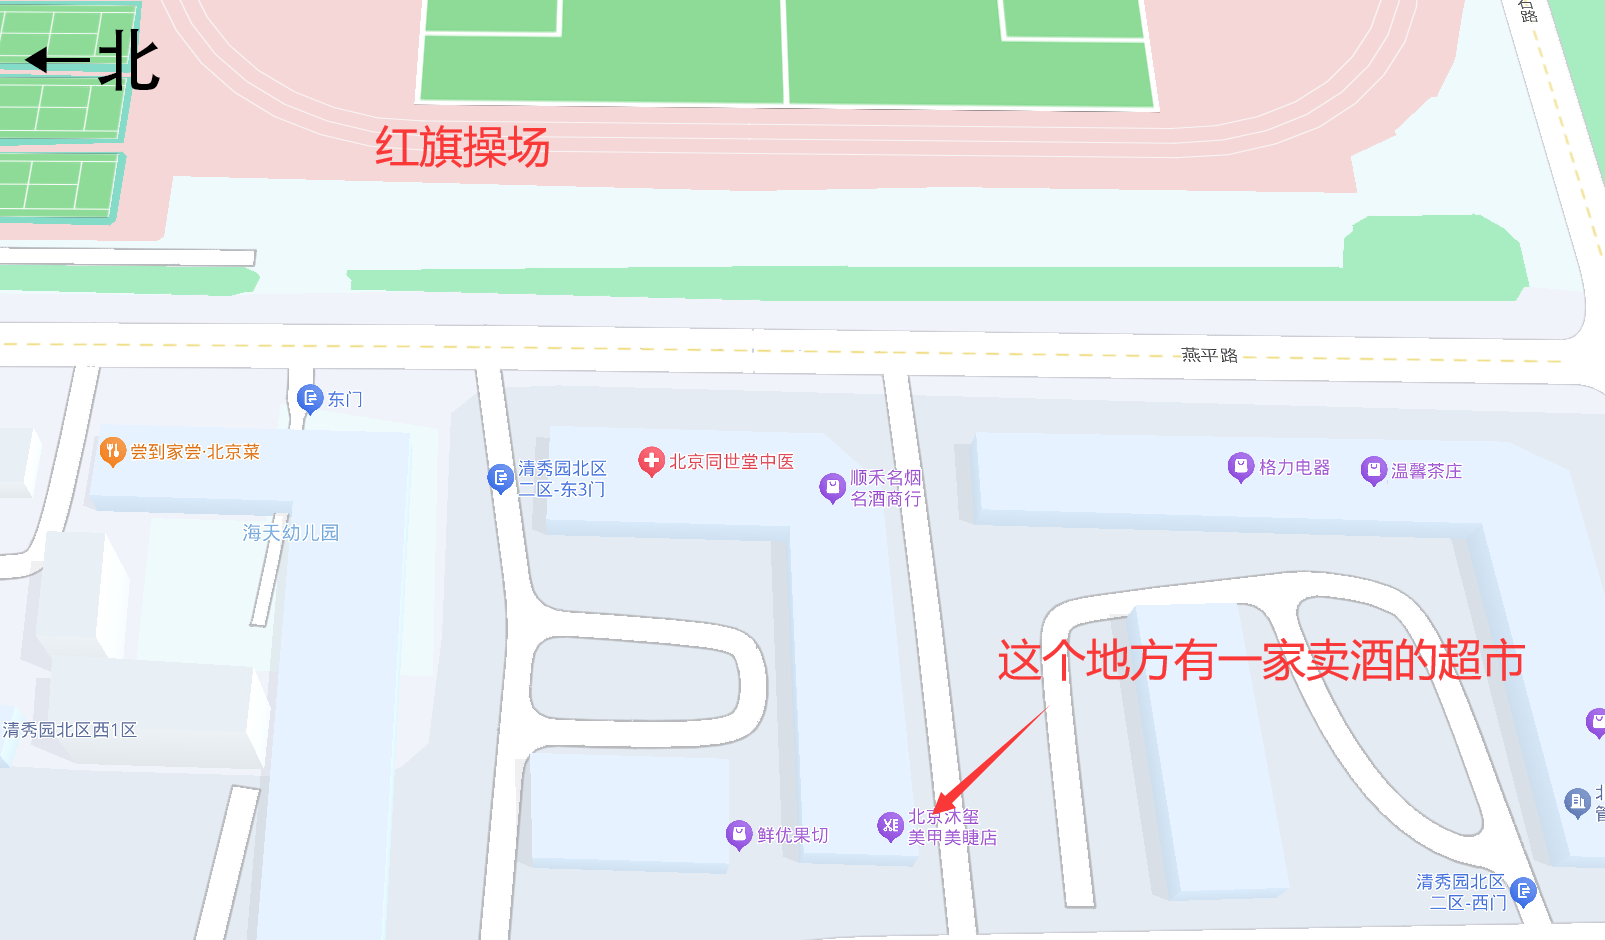 石路
北
红旗操场
燕平路
东门
尝到家尝·北京菜
清秀园北区
二区-东3门
北京同世堂中医
顺禾名烟
名酒商行
格力电器
温馨茶庄
海天幼儿园
这个地方有一家卖酒的超市
清秀园北区西1区
鲜优果切
北京沐玺
美甲美睫店
北
管
清秀园北区
二区-西门